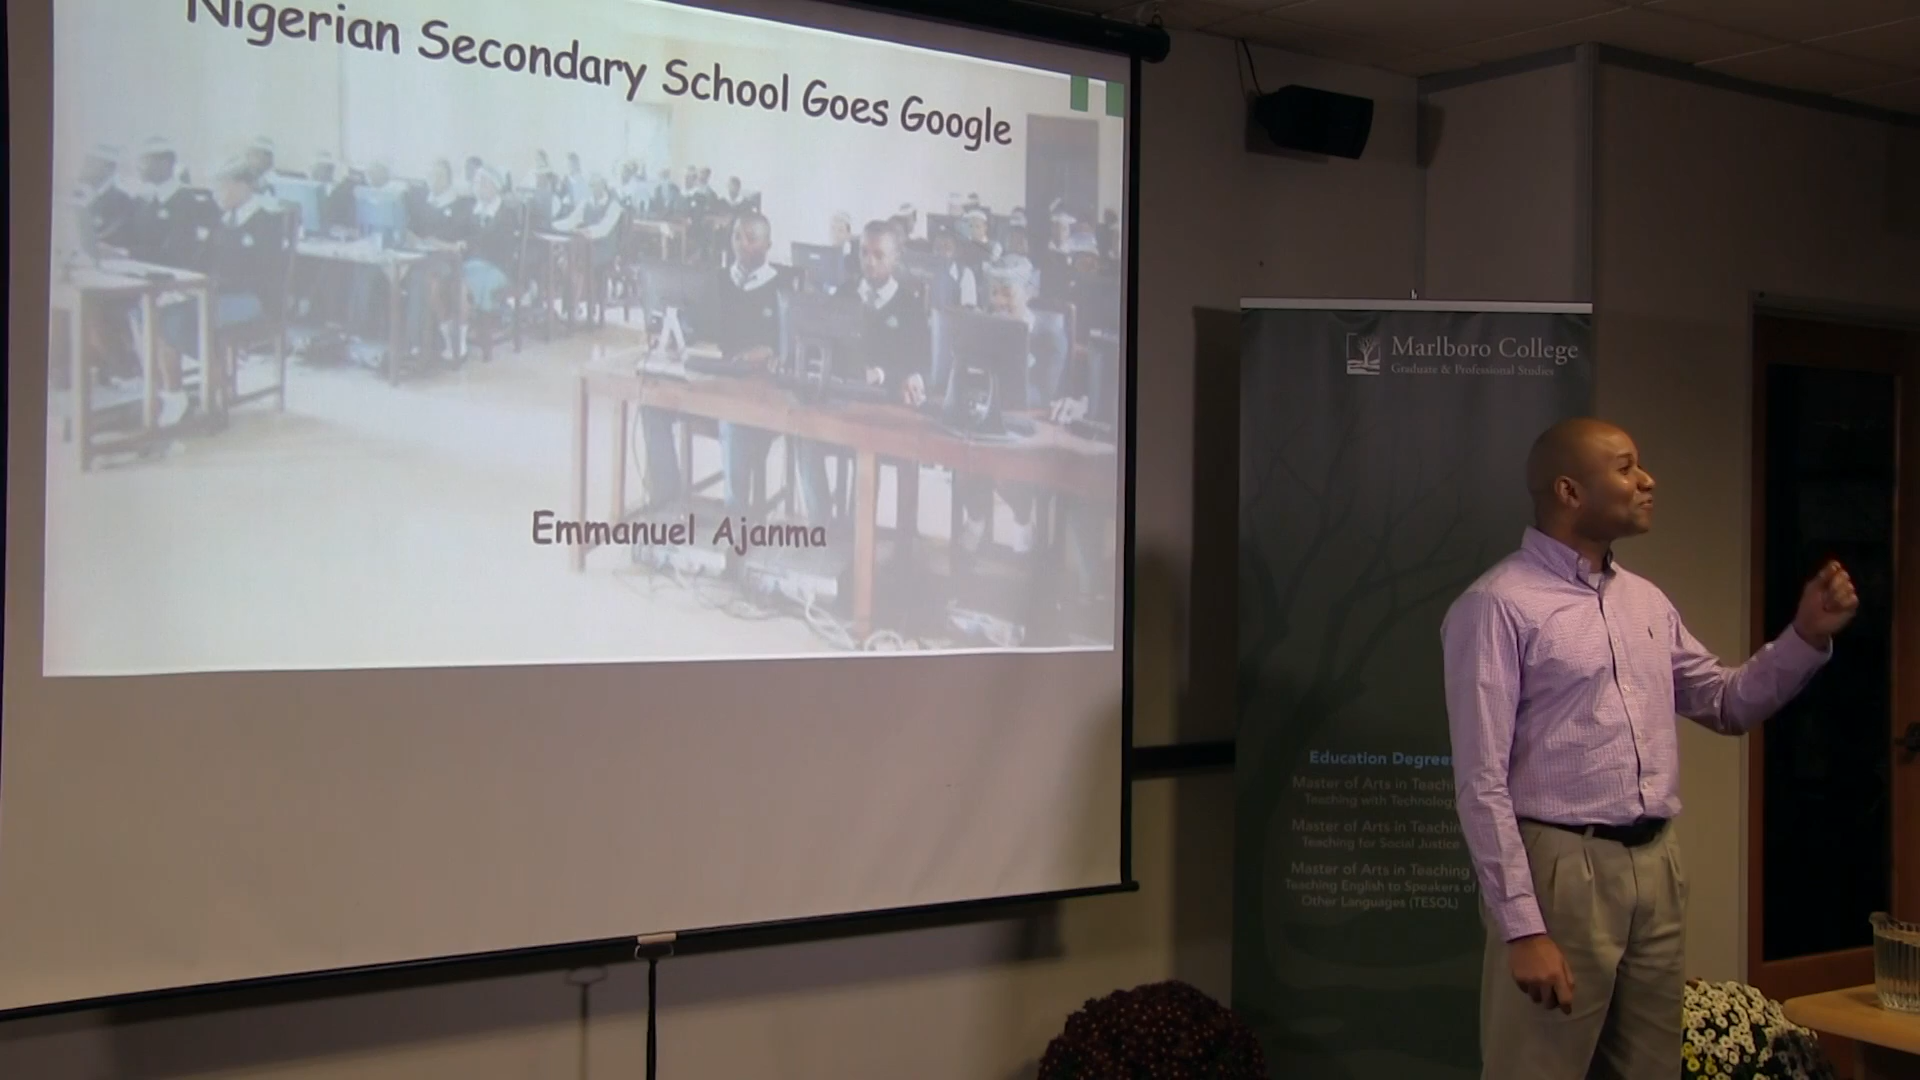 Nigerian Secondary School Goes Google
Emmanuel Ajanma
Marlboro College
Graduate & Professional Studies
Education Degree
Master of Arts in Teachin
Teaching with Technology
Master of Arts in Teachin
Teaching for Social Justice
Master of Arts in Teaching
Teaching English to Speakers of
Other Languages (TESOL)